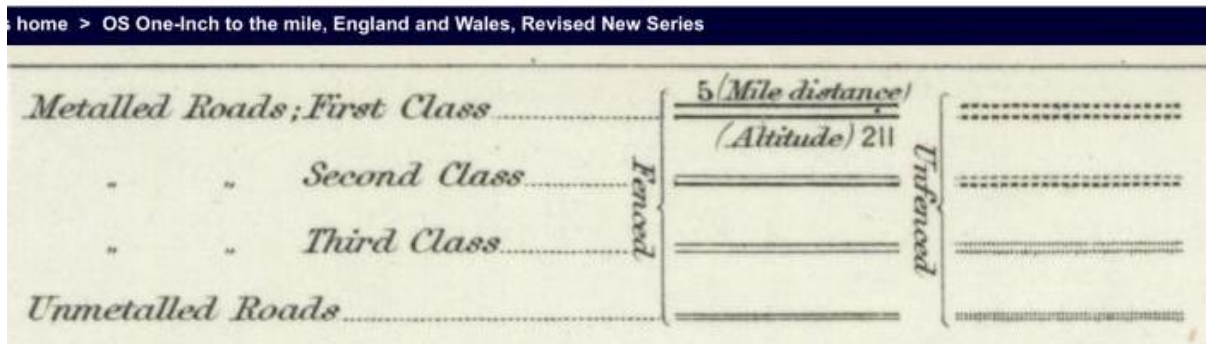 home > OS One-Inch to the mile, England and Wales, Revised New Series
Metalled Roads; First Class
5 (Mile distance)
(Altitude) 211
" " Second Class
" " Third Class
Unmetalled Roads
Fenced
Unfenced